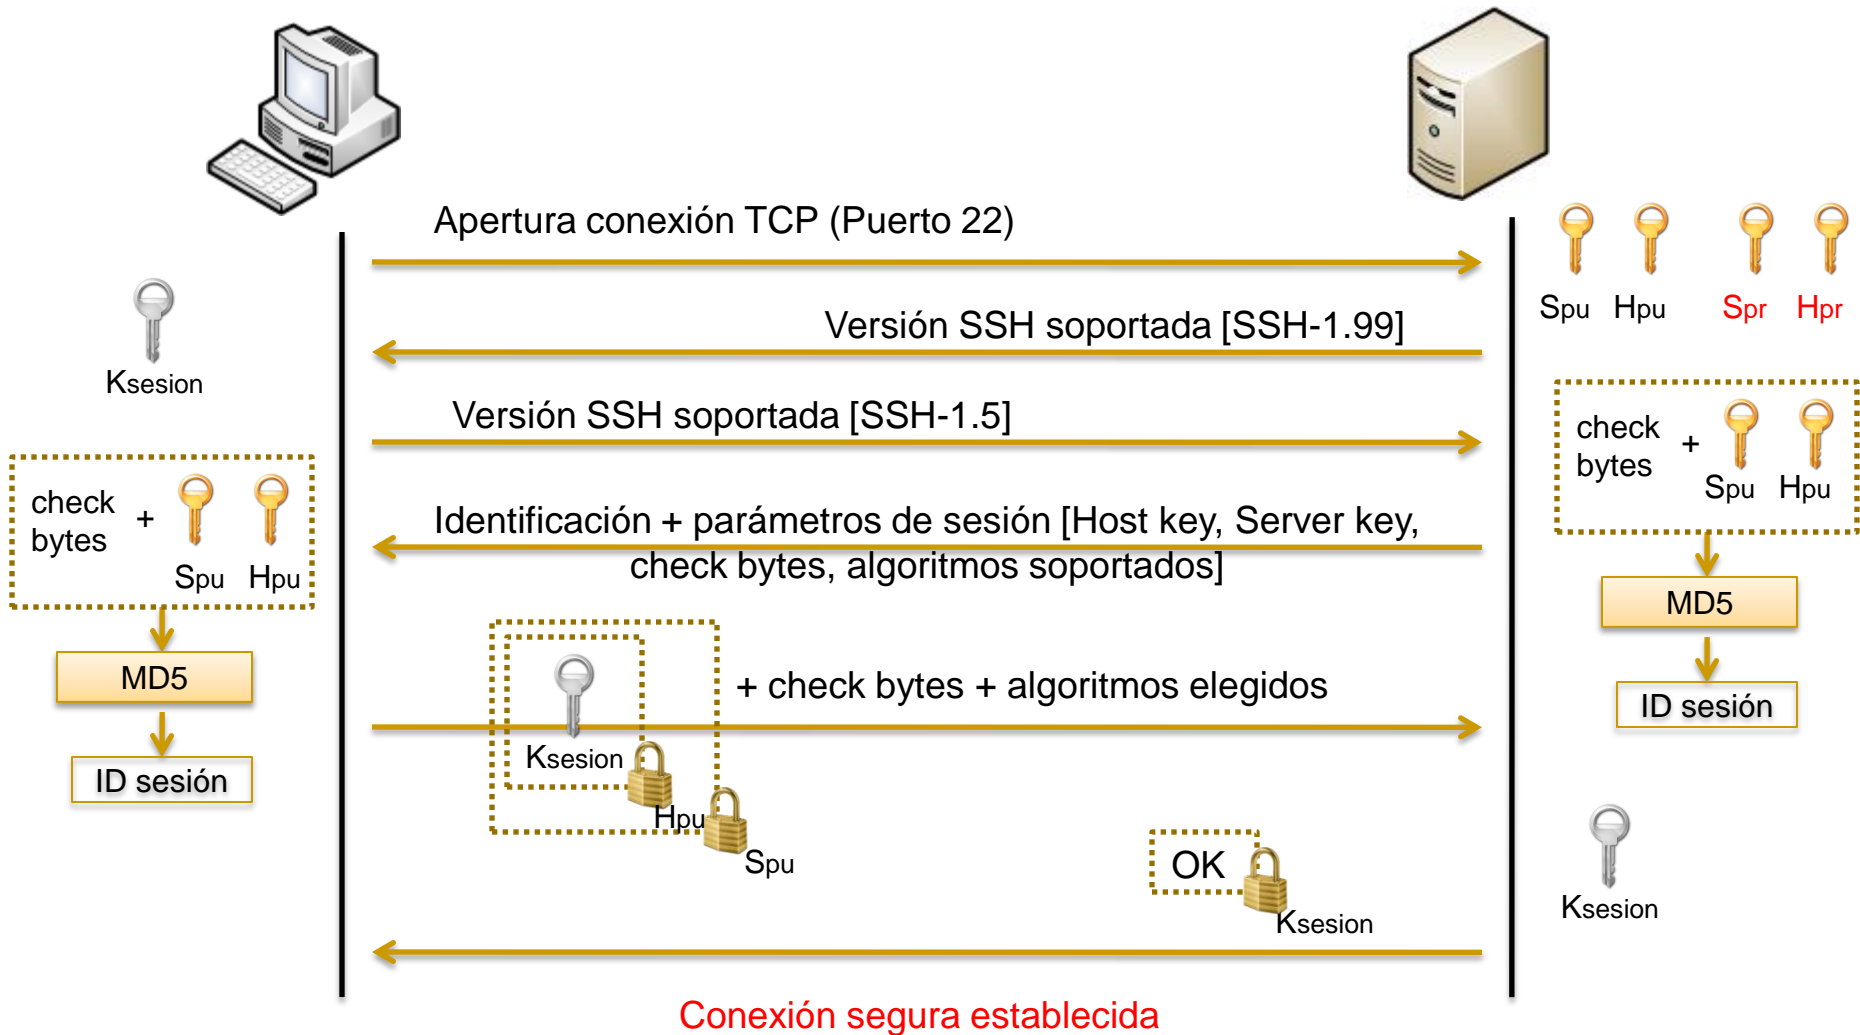 Apertura conexión TCP (Puerto 22)
Spu Hpu Spr Hpr
Versión SSH soportada [SSH-1.99]
Ksesion
Versión SSH soportada [SSH-1.5]
check
bytes
+
Spu Hpu
check
bytes
+
Spu Hpu
Identificación + parámetros de sesión [Host key, Server key,
check bytes, algoritmos soportados]
MD5
MD5
+ check bytes + algoritmos elegidos
ID sesión
ID sesión
Ksesion
Hpu
Spu
OK
Ksesion
Ksesion
Conexión segura establecida